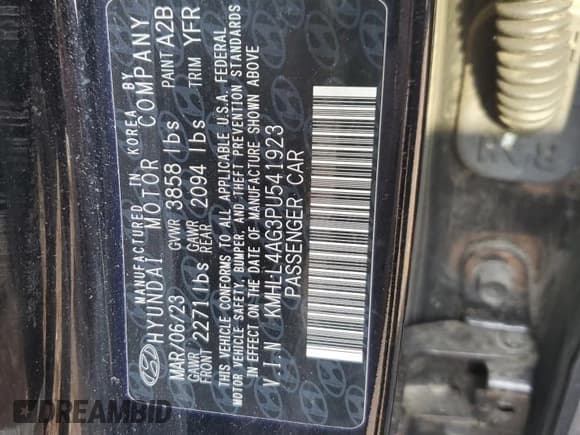 MANUFACTURED IN KOREA BY
HYUNDAI MOTOR COMPANY
MAR/06/23 GVWR 3858 lbs PAINT A2B
GAWR FRONT 2271 lbs GAWR REAR 2094 lbs TRIM YFR
THIS VEHICLE CONFORMS TO ALL APPLICABLE U.S.A. FEDERAL
MOTOR VEHICLE SAFETY, BUMPER, AND THEFT PREVENTION STANDARDS
IN EFFECT ON THE DATE OF MANUFACTURE SHOWN ABOVE
V.I.N KMHLL4AG3PU541923
PASSENGER CAR
DREAMBID